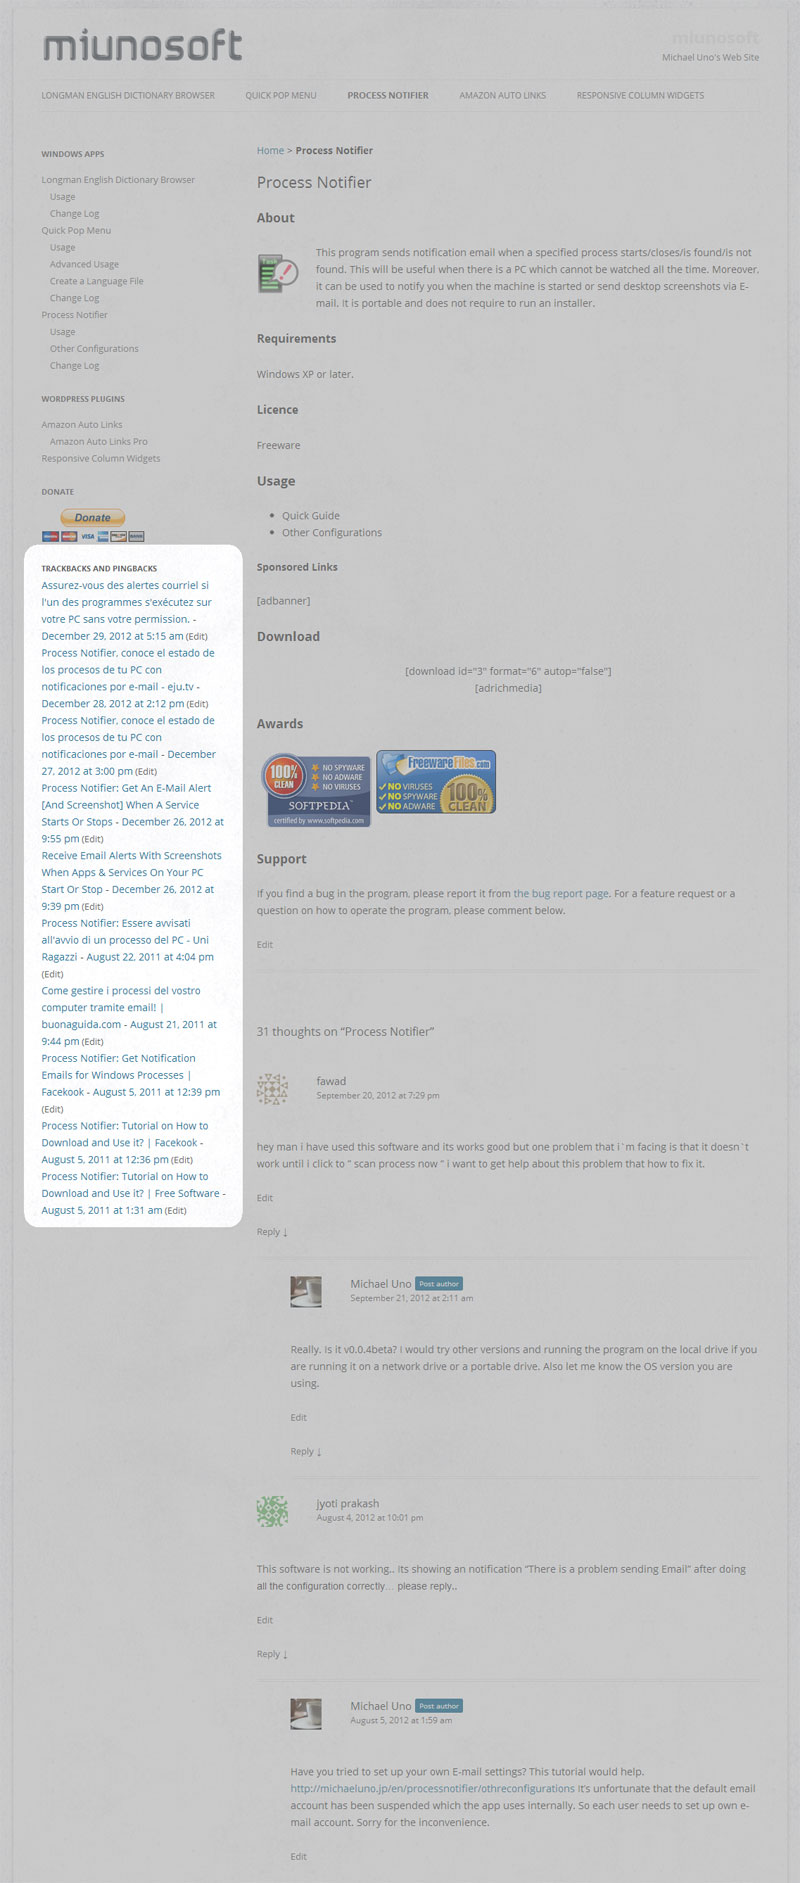 miunosoft
miunosoft
Michael Uno's Web Site
LONGMAN ENGLISH DICTIONARY BROWSER
QUICK POP MENU
PROCESS NOTIFIER
AMAZON AUTO LINKS
RESPONSIVE COLUMN WIDGETS
WINDOWS APPS
Longman English Dictionary Browser
Usage
Change Log
Quick Pop Menu
Usage
Advanced Usage
Create a Language File
Change Log
Process Notifier
Usage
Other Configurations
Change Log
WORDPRESS PLUGINS
Amazon Auto Links
Amazon Auto Links Pro
Responsive Column Widgets
DONATE
Donate
VISA
TRACKBACKS AND PINGBACKS
Assurez-vous des alertes courriel si
l'un des programmes s'exécutez sur
votre PC sans votre permission. -
December 29, 2012 at 5:15 am (Edit)
Process Notifier, conoce el estado de
los procesos de tu PC con
notificaciones por e-mail - eju.tv -
December 28, 2012 at 2:12 pm (Edit)
Process Notifier, conoce el estado de
los procesos de tu PC con
notificaciones por e-mail - December
27, 2012 at 3:00 pm (Edit)
Process Notifier: Get An E-Mail Alert
[And Screenshot] When A Service
Starts Or Stops - December 26, 2012 at
9:55 pm (Edit)
Receive Email Alerts With Screenshots
When Apps & Services On Your PC
Start Or Stop - December 26, 2012 at
9:39 pm (Edit)
Process Notifier: Essere avvisati
all'avvio di un processo del PC - Uni
Ragazzi - August 22, 2011 at 4:04 pm
(Edit)
Come gestire i processi del vostro
computer tramite email! |
buonaguida.com - August 21, 2011 at
9:44 pm (Edit)
Process Notifier: Get Notification
Emails for Windows Processes |
Facekook - August 5, 2011 at 12:39 pm
(Edit)
Process Notifier: Tutorial on How to
Download and Use it? | Facekook -
August 5, 2011 at 12:36 pm (Edit)
Process Notifier: Tutorial on How to
Download and Use it? | Free Software -
August 5, 2011 at 1:31 am (Edit)
Home > Process Notifier
Process Notifier
About
This program sends notification email when a specified process starts/closes/is found/is not
found. This will be useful when there is a PC which cannot be watched all the time. Moreover,
it can be used to notify you when the machine is started or send desktop screenshots via E-
mail. It is portable and does not require to run an installer.
Requirements
Windows XP or later.
Licence
Freeware
Usage
• Quick Guide
• Other Configurations
Sponsored Links
[adbanner]
Download
[download id="3" format="6" autop="false"]
[adrichmedia]
Awards
100% CLEAN
NO SPYWARE
NO ADWARE
NO VIRUSES
SOFTPEDIA
certified by www.softpedia.com
FreewareFiles.com
NO VIRUSES
NO SPYWARE
NO ADWARE
100% CLEAN
Support
If you find a bug in the program, please report it from the bug report page. For a feature request or a
question on how to operate the program, please comment below.
Edit
31 thoughts on “Process Notifier”
fawad
September 20, 2012 at 7:29 pm
hey man i have used this software and its works good but one problem that i`m facing is that it doesn`t
work until i click to “ scan process now “ i want to get help about this problem that how to fix it.
Edit
Reply ↓
Michael Uno Post author
September 21, 2012 at 2:11 am
Really. Is it v0.0.4beta? I would try other versions and running the program on the local drive if you
are running it on a network drive or a portable drive. Also let me know the OS version you are
using.
Edit
Reply ↓
jyoti prakash
August 4, 2012 at 10:01 pm
This software is not working.. its showing an notification “There is a problem sending Email” after doing
all the configuration correctly… please reply..
Edit
Reply ↓
Michael Uno Post author
August 5, 2012 at 1:59 am
Have you tried to set up your own E-mail settings? This tutorial would help.
http://michaeluno.jp/en/processnotifier/othreconfigurations It’s unfortunate that the default email
account has been suspended which the app uses internally. So each user needs to set up own e-
mail account. Sorry for the inconvenience.
Edit